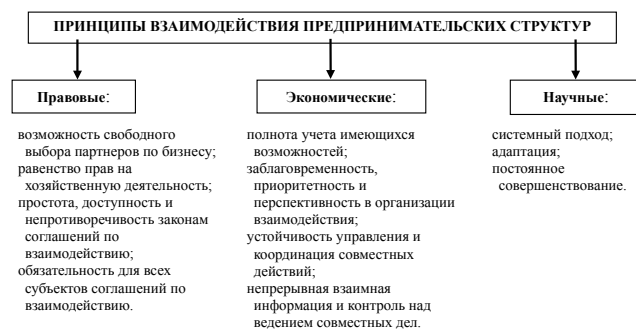 ПРИНЦИПЫ ВЗАИМОДЕЙСТВИЯ ПРЕДПРИНИМАТЕЛЬСКИХ СТРУКТУР
Правовые:
возможность свободного
выбора партнеров по бизнесу;
равенство прав на
хозяйственную деятельность;
простота, доступность и
непротиворечивость законам
соглашений по
взаимодействию;
обязательность для всех
субъектов соглашений по
взаимодействию.
Экономические:
полнота учета имеющихся
возможностей;
заблаговременность,
приоритетность и
перспективность в организации
взаимодействия;
устойчивость управления и
координация совместных
действий;
непрерывная взаимная
информация и контроль над
ведением совместных дел.
Научные:
системный подход;
адаптация;
постоянное
совершенствование.